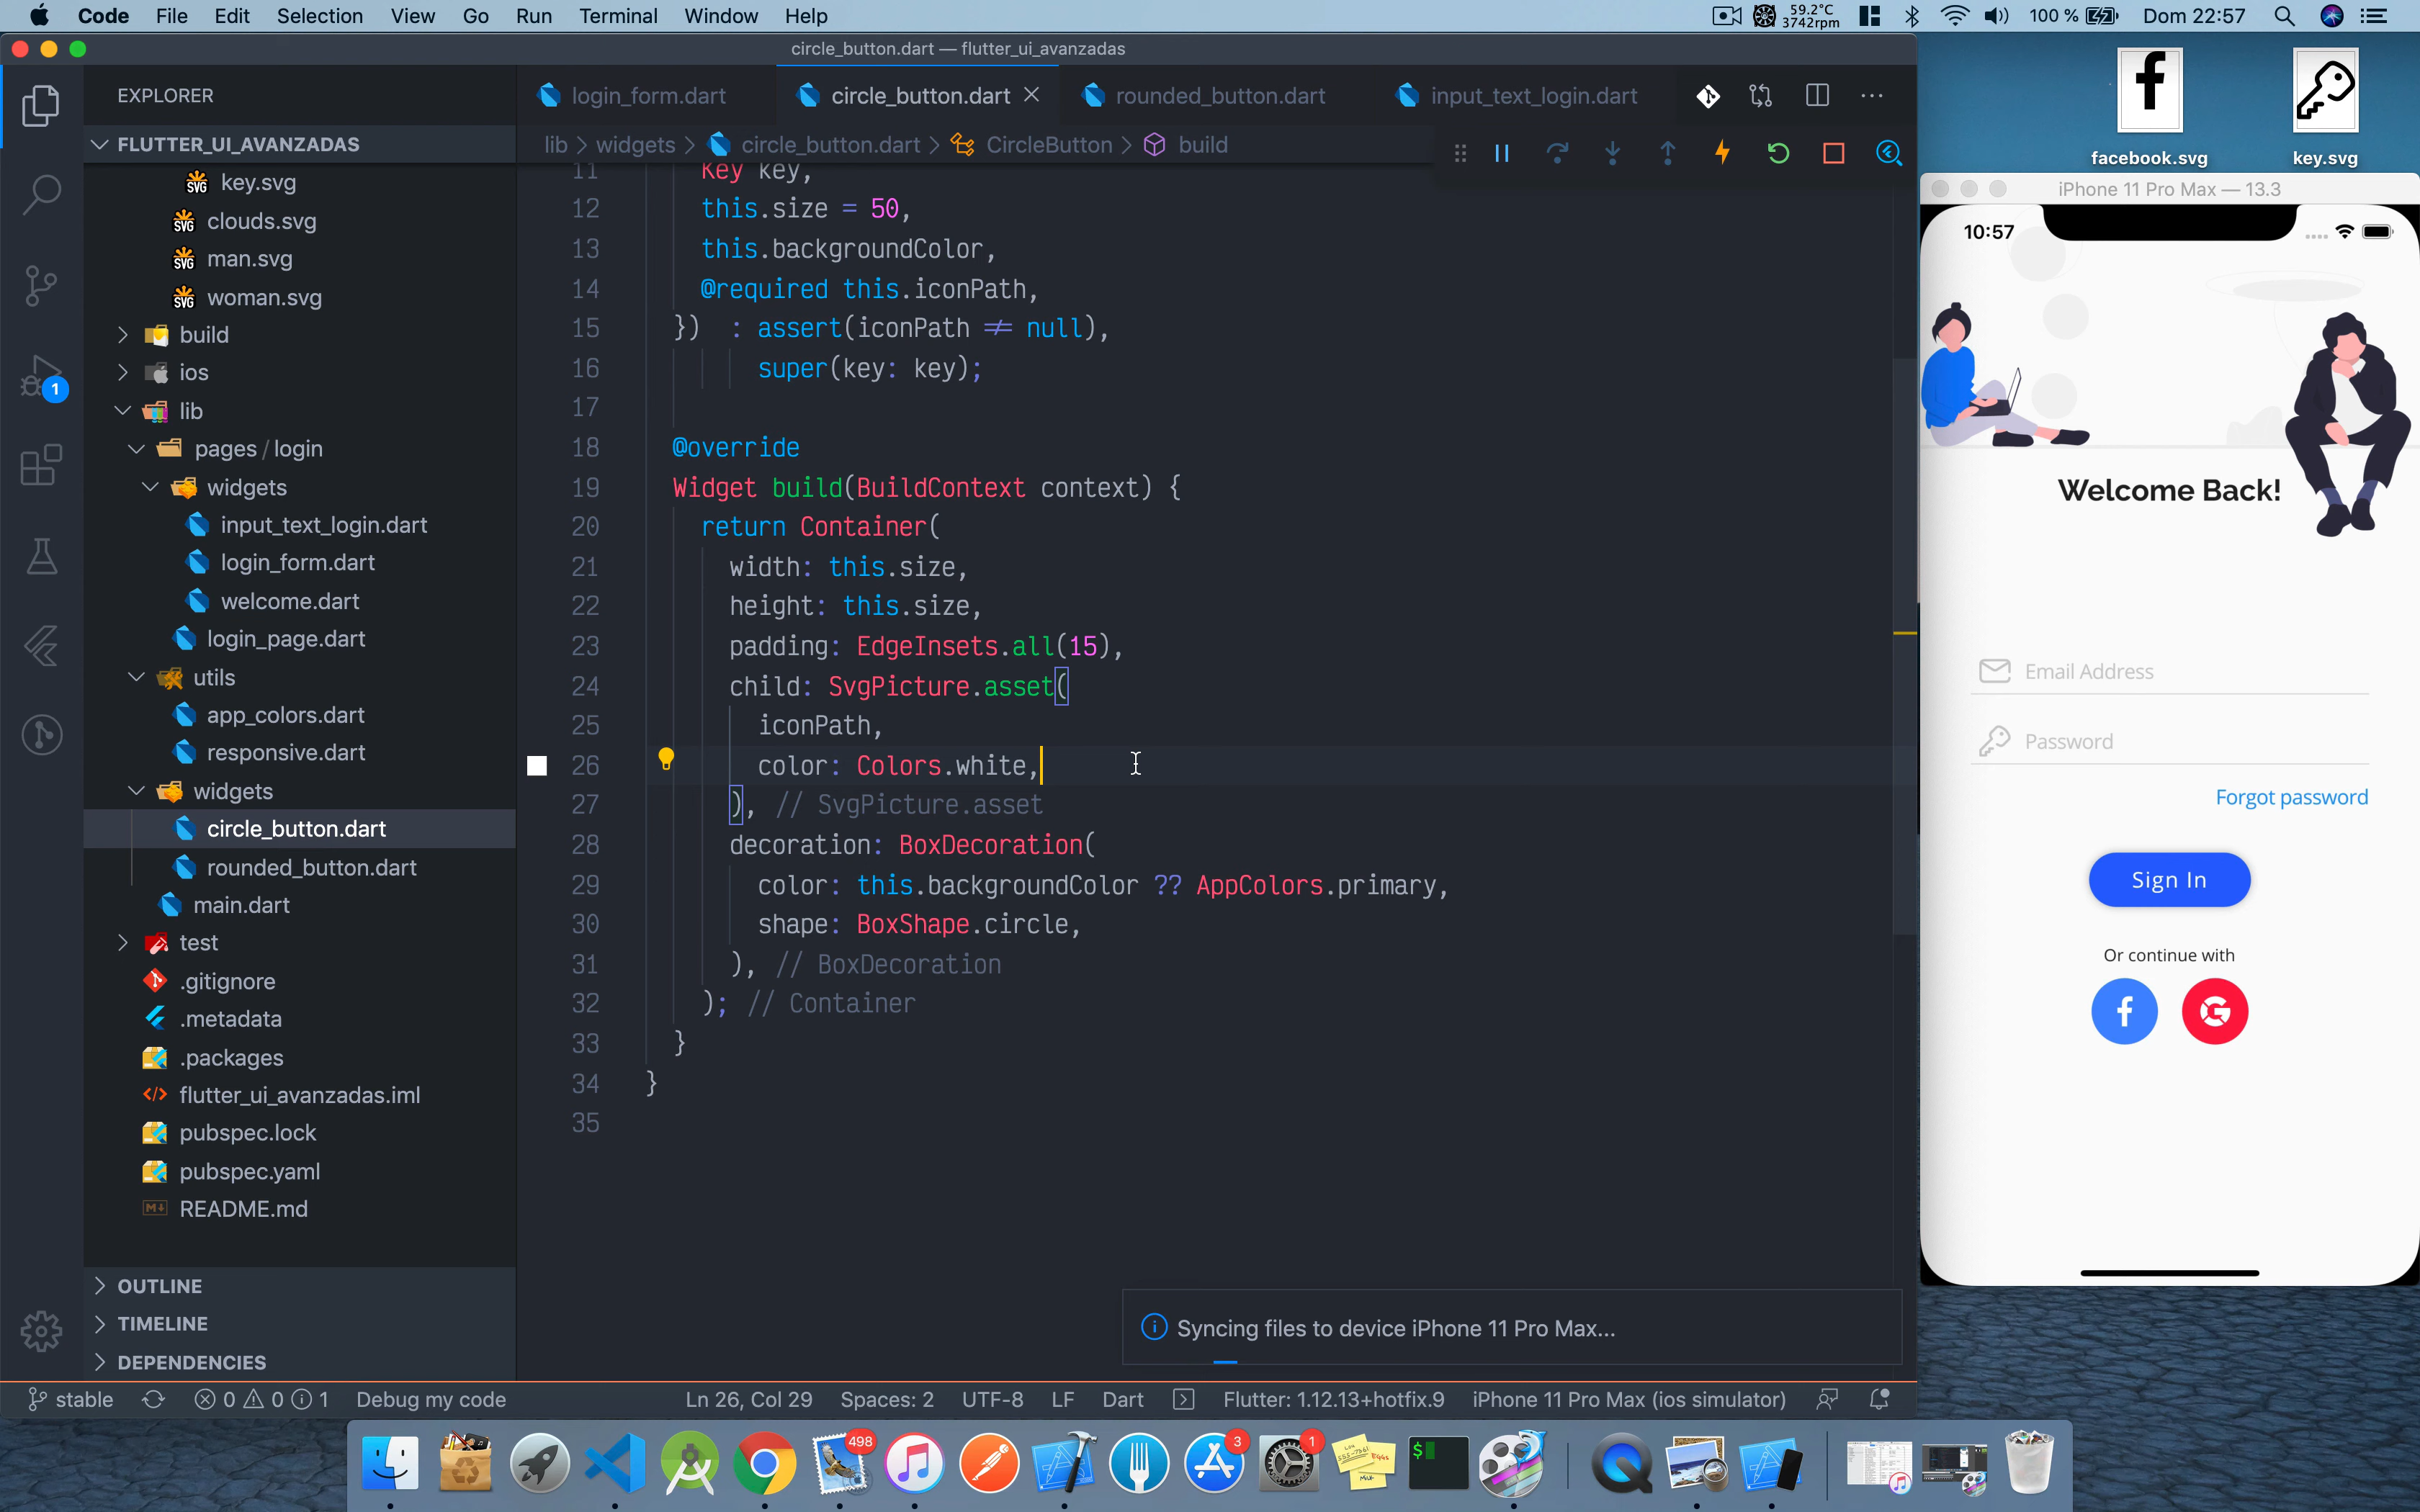 Code File Edit Selection View Go Run Terminal Window Help
59.2°C
3742rpm
100 % Dom 22:57
circle_button.dart — flutter_ui_avanzadas
facebook.svg
key.svg
EXPLORER
FLUTTER_UI_AVANZADAS
key.svg
clouds.svg
man.svg
woman.svg
build
ios
lib
pages / login
widgets
input_text_login.dart
login_form.dart
welcome.dart
login_page.dart
utils
app_colors.dart
responsive.dart
widgets
circle_button.dart
rounded_button.dart
main.dart
test
.gitignore
.metadata
.packages
flutter_ui_avanzadas.iml
pubspec.lock
pubspec.yaml
README.md
OUTLINE
TIMELINE
DEPENDENCIES
1
login_form.dart circle_button.dart rounded_button.dart input_text_login.dart
lib > widgets > circle_button.dart > CircleButton > build
11 Key key,
12 this.size = 50,
13 this.backgroundColor,
14 @required this.iconPath,
15 }) : assert(iconPath != null),
16 super(key: key);
17
18 @override
19 Widget build(BuildContext context) {
20 return Container(
21 width: this.size,
22 height: this.size,
23 padding: EdgeInsets.all(15),
24 child: SvgPicture.asset(
25 iconPath,
26 color: Colors.white,
27 ), // SvgPicture.asset
28 decoration: BoxDecoration(
29 color: this.backgroundColor ?? AppColors.primary,
30 shape: BoxShape.circle,
31 ), // BoxDecoration
32 ); // Container
33 }
34 }
35
Syncing files to device iPhone 11 Pro Max...
iPhone 11 Pro Max — 13.3
10:57
Welcome Back!
Email Address
Password
Forgot password
Sign In
Or continue with
f G
stable 0 0 1 Debug my code Ln 26, Col 29 Spaces: 2 UTF-8 LF Dart Flutter: 1.12.13+hotfix.9 iPhone 11 Pro Max (ios simulator)
498
3
1